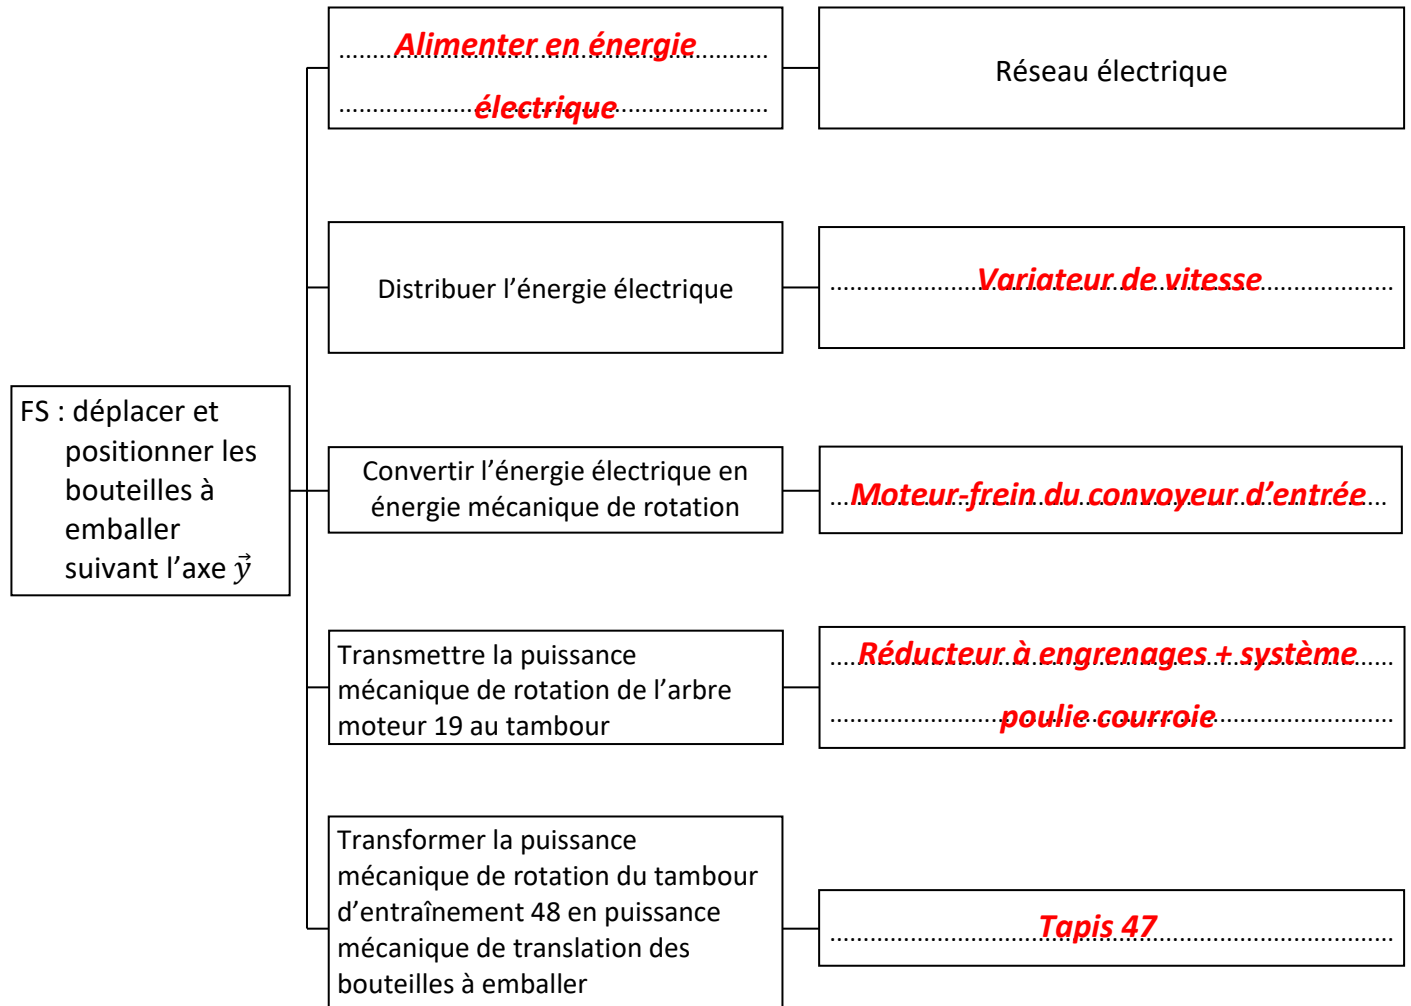 Alimenter en énergie
électrique
Réseau électrique
Distribuer l'énergie électrique
Variateur de vitesse
FS : déplacer et
positionner les
bouteilles à
emballer
suivant l'axe y⃗
Convertir l'énergie électrique en
énergie mécanique de rotation
Moteur-frein du convoyeur d'entrée
Transmettre la puissance
mécanique de rotation de l'arbre
moteur 19 au tambour
Réducteur à engrenages + système
poulie courroie
Transformer la puissance
mécanique de rotation du tambour
d'entraînement 48 en puissance
mécanique de translation des
bouteilles à emballer
Tapis 47